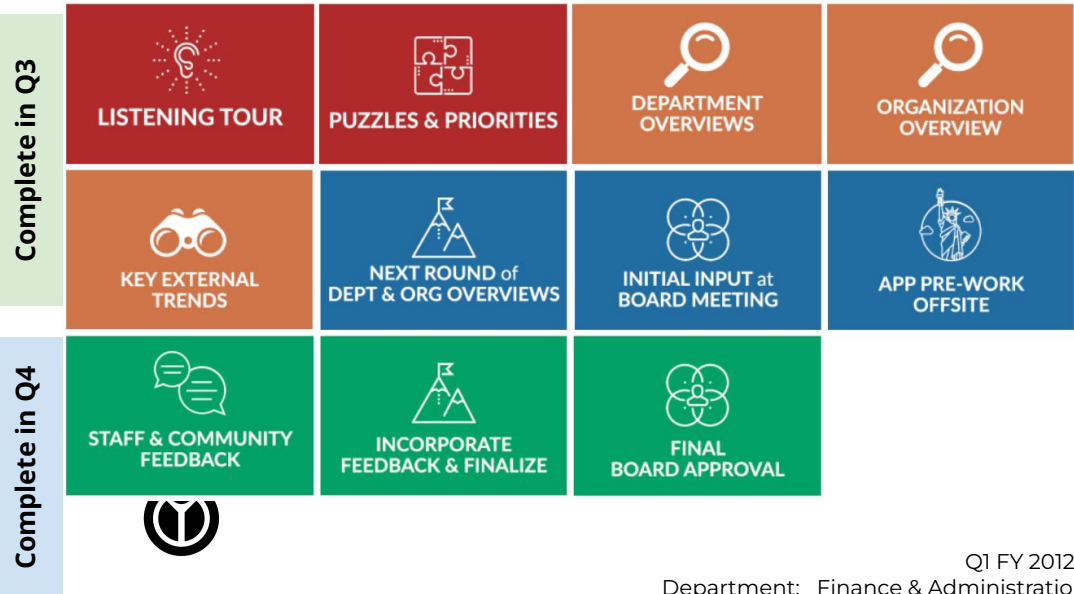 Complete in Q3
LISTENING TOUR
PUZZLES & PRIORITIES
DEPARTMENT
OVERVIEWS
ORGANIZATION
OVERVIEW
KEY EXTERNAL
TRENDS
NEXT ROUND of
DEPT & ORG OVERVIEWS
INITIAL INPUT at
BOARD MEETING
APP PRE-WORK
OFFSITE
Complete in Q4
STAFF & COMMUNITY
FEEDBACK
INCORPORATE
FEEDBACK & FINALIZE
FINAL
BOARD APPROVAL
Q1 FY 2012
Department: Finance & Administratio